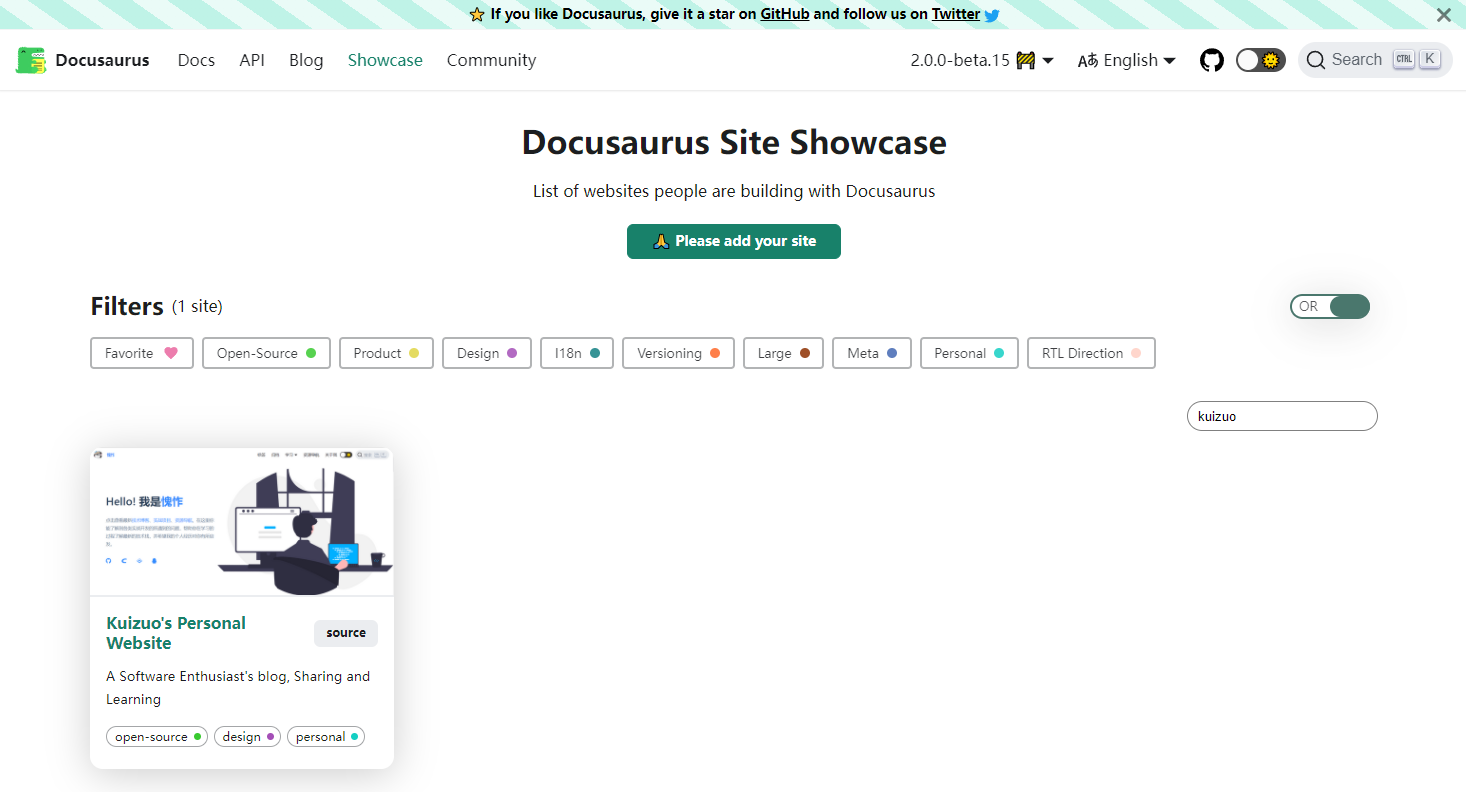 ⭐ If you like Docusaurus, give it a star on GitHub and follow us on Twitter
Docusaurus Docs API Blog Showcase Community 2.0.0-beta.15 🚧 Aあ English Search CTRL K
Docusaurus Site Showcase
List of websites people are building with Docusaurus
🙏 Please add your site
Filters (1 site) OR
Favorite Open-Source Product Design I18n Versioning Large Meta Personal RTL Direction
kuizuo
Hello! 我是愧怍
Kuizuo's Personal
Website
source
A Software Enthusiast's blog, Sharing and
Learning
open-source design personal